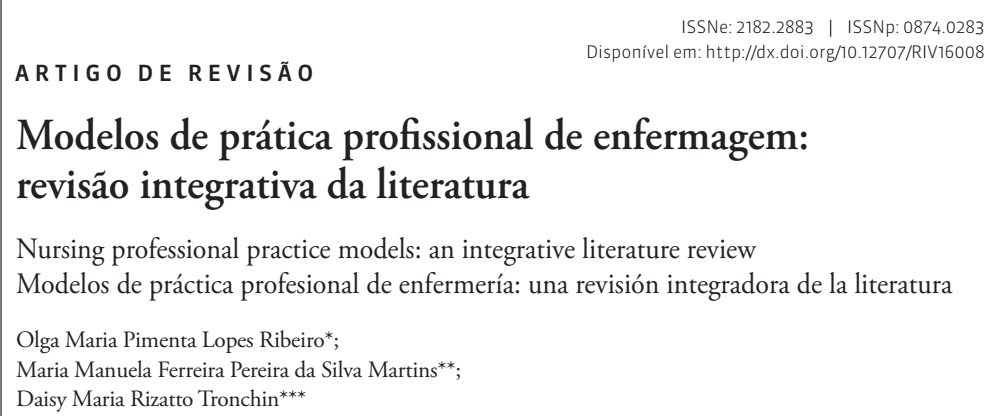 ISSNe: 2182.2883 | ISSNp: 0874.0283
Disponível em: http://dx.doi.org/10.12707/RIV16008
ARTIGO DE REVISÃO
Modelos de prática profissional de enfermagem:
revisão integrativa da literatura
Nursing professional practice models: an integrative literature review
Modelos de práctica profesional de enfermería: una revisión integradora de la literatura
Olga Maria Pimenta Lopes Ribeiro*;
Maria Manuela Ferreira Pereira da Silva Martins**;
Daisy Maria Rizatto Tronchin***